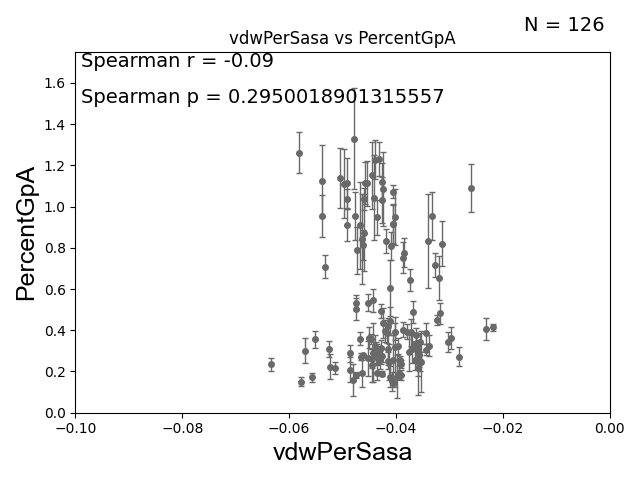 N = 126
vdwPerSasa vs PercentGpA
Spearman r = -0.09
Spearman p = 0.2950018901315557
PercentGpA
1.6
1.4
1.2
1.0
0.8
0.6
0.4
0.2
0.0
−0.10
−0.08
−0.06
−0.04
−0.02
0.00
vdwPerSasa